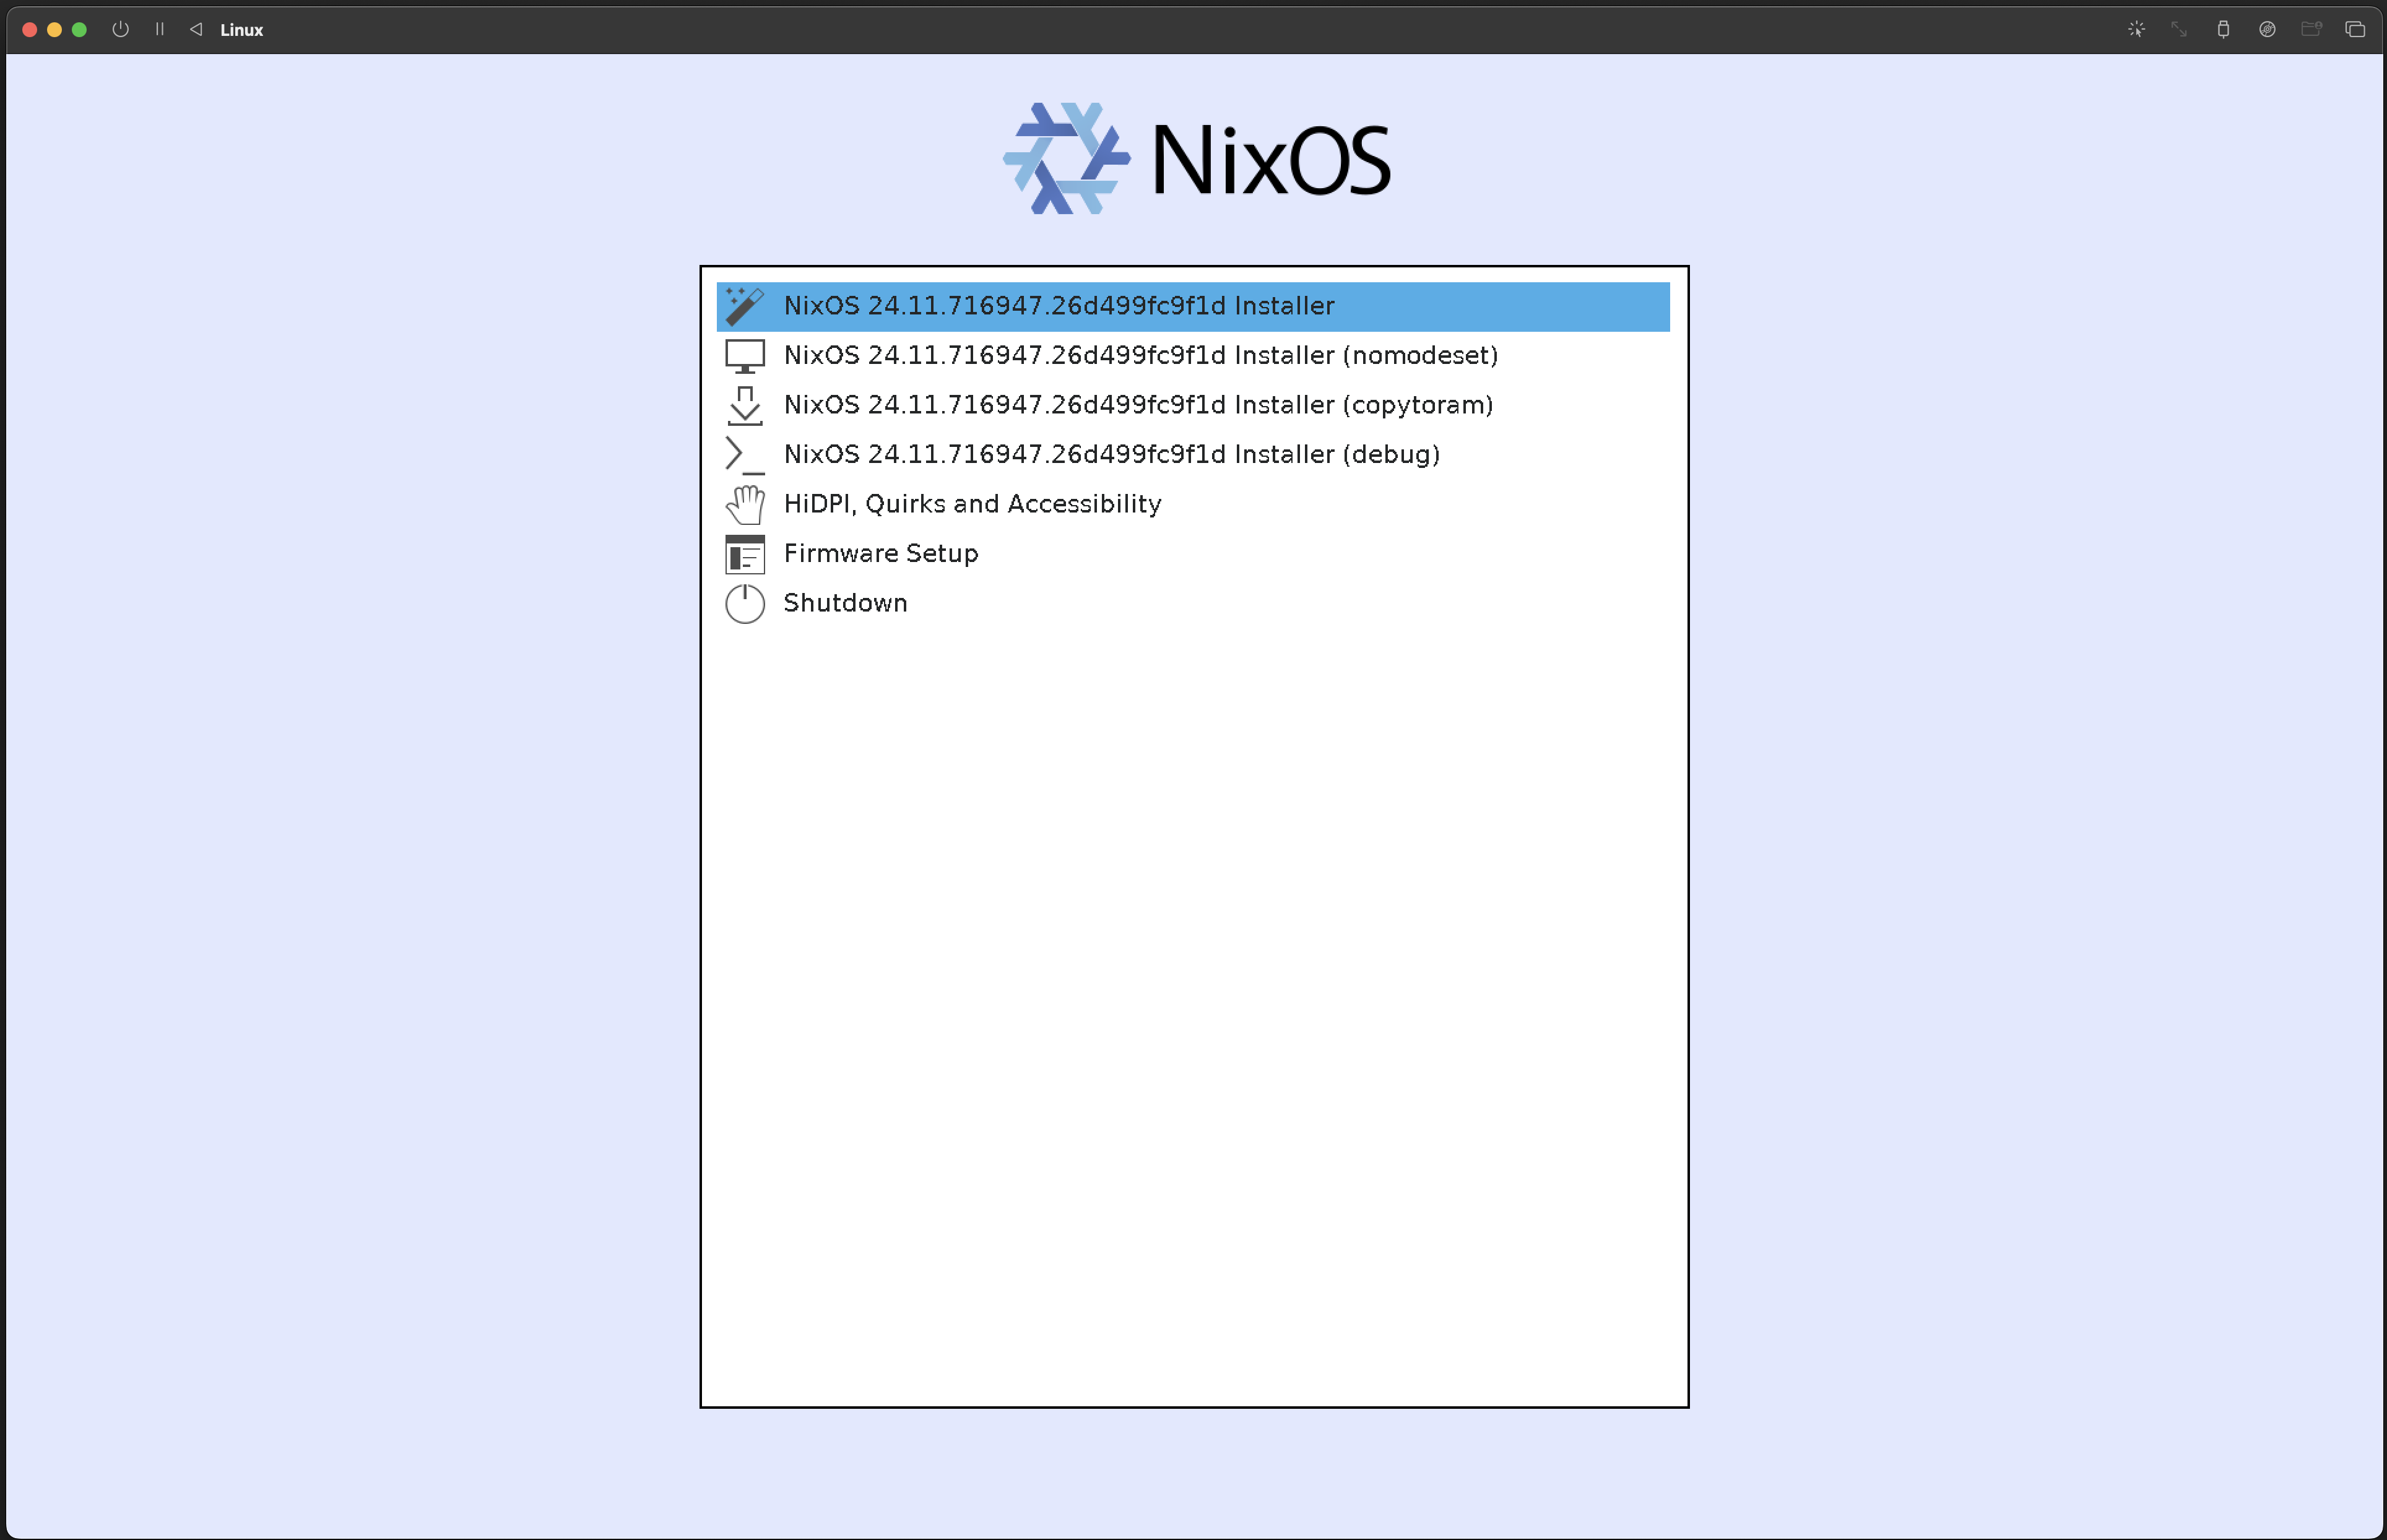 Linux
NixOS
NixOS 24.11.716947.26d499fc9f1d Installer
NixOS 24.11.716947.26d499fc9f1d Installer (nomodeset)
NixOS 24.11.716947.26d499fc9f1d Installer (copytoram)
NixOS 24.11.716947.26d499fc9f1d Installer (debug)
HiDPI, Quirks and Accessibility
Firmware Setup
Shutdown